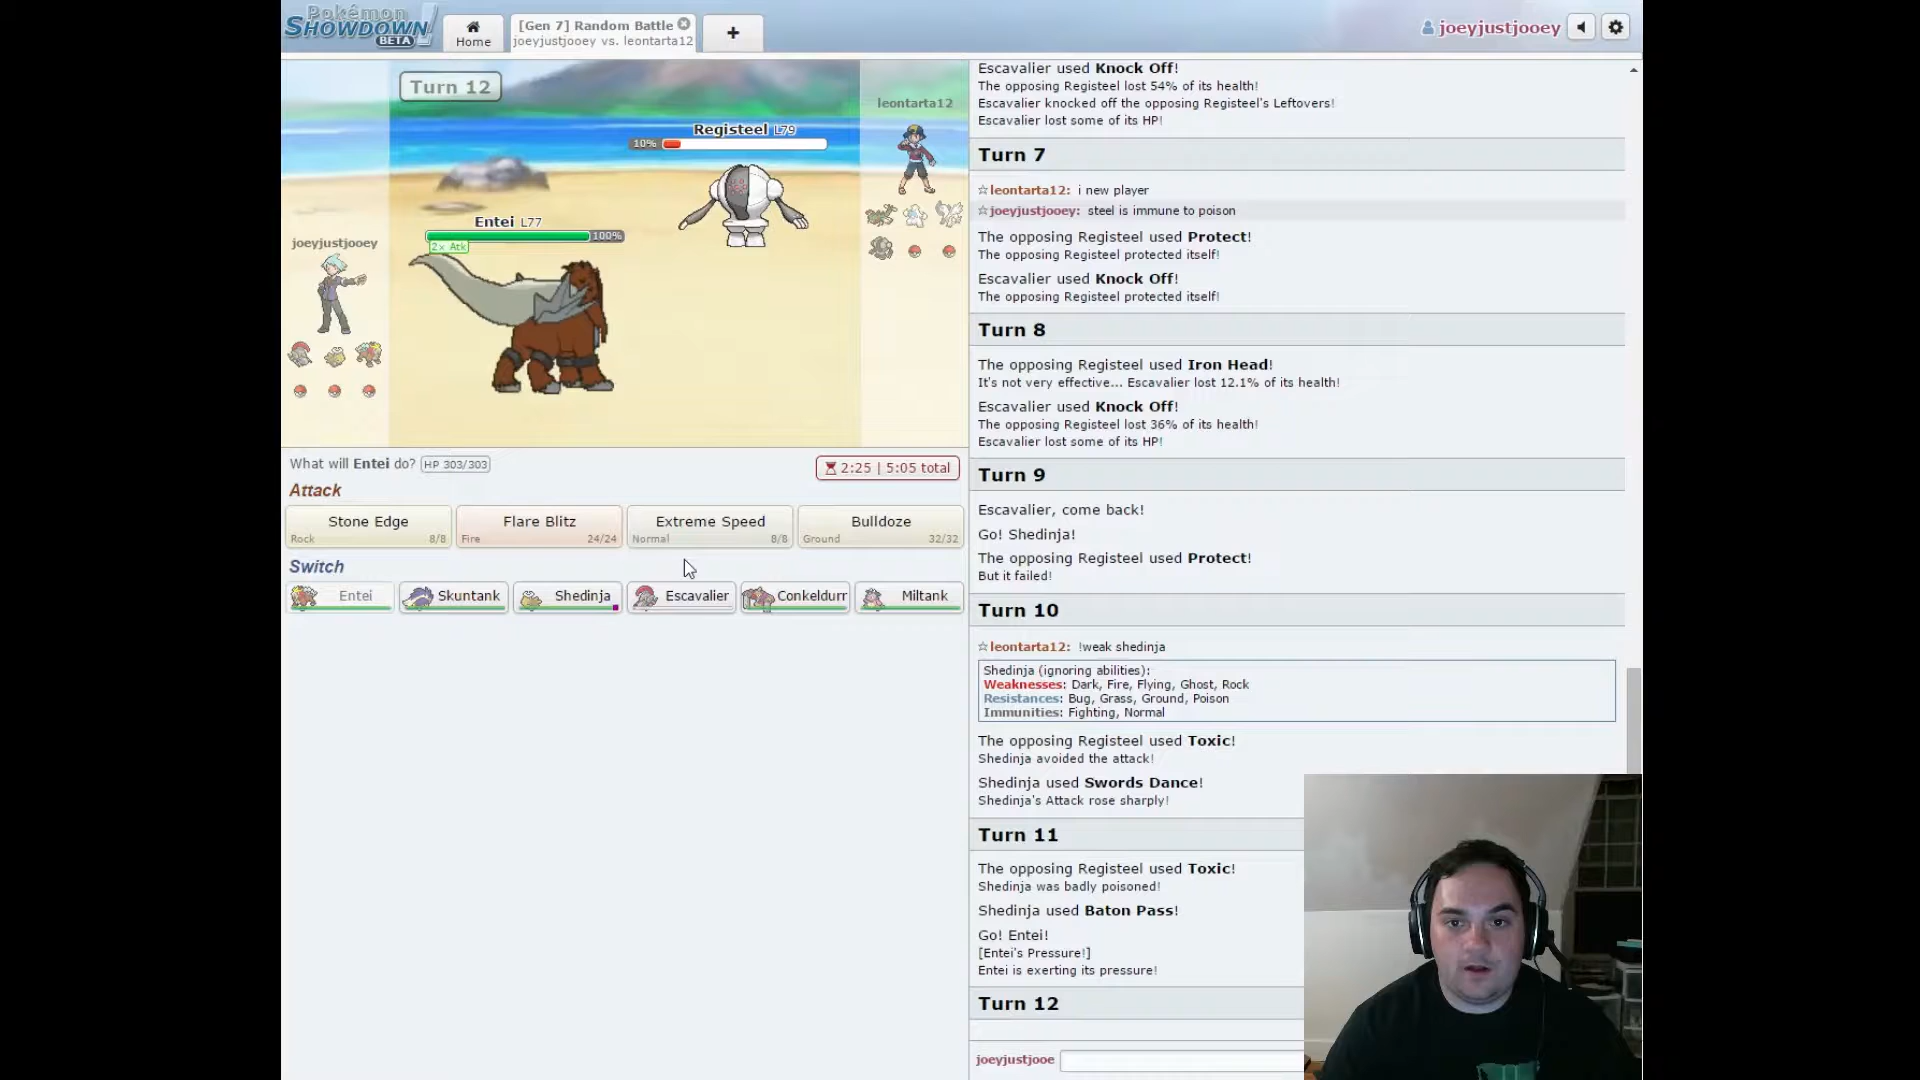 Pokémon
SHOWDOWN!
BETA
Home
[Gen 7] Random Battle
joeyjustjooey vs. leontarta12
+
joeyjustjooey
Turn 12
leontarta12
Registeel L79
10%
Entei L77
100%
2× Atk
joeyjustjooey
What will Entei do? HP 303/303
2:25 | 5:05 total
Attack
Stone Edge
Rock 8/8
Flare Blitz
Fire 24/24
Extreme Speed
Normal 8/8
Bulldoze
Ground 32/32
Switch
Entei
Skuntank
Shedinja
Escavalier
Conkeldurr
Miltank
Escavalier used Knock Off!
The opposing Registeel lost 54% of its health!
Escavalier knocked off the opposing Registeel's Leftovers!
Escavalier lost some of its HP!
Turn 7
☆leontarta12: i new player
☆joeyjustjooey: steel is immune to poison
The opposing Registeel used Protect!
The opposing Registeel protected itself!
Escavalier used Knock Off!
The opposing Registeel protected itself!
Turn 8
The opposing Registeel used Iron Head!
It's not very effective... Escavalier lost 12.1% of its health!
Escavalier used Knock Off!
The opposing Registeel lost 36% of its health!
Escavalier lost some of its HP!
Turn 9
Escavalier, come back!
Go! Shedinja!
The opposing Registeel used Protect!
But it failed!
Turn 10
☆leontarta12: !weak shedinja
Shedinja (ignoring abilities):
Weaknesses: Dark, Fire, Flying, Ghost, Rock
Resistances: Bug, Grass, Ground, Poison
Immunities: Fighting, Normal
The opposing Registeel used Toxic!
Shedinja avoided the attack!
Shedinja used Swords Dance!
Shedinja's Attack rose sharply!
Turn 11
The opposing Registeel used Toxic!
Shedinja was badly poisoned!
Shedinja used Baton Pass!
Go! Entei!
[Entei's Pressure!]
Entei is exerting its pressure!
Turn 12
joeyjustjooe